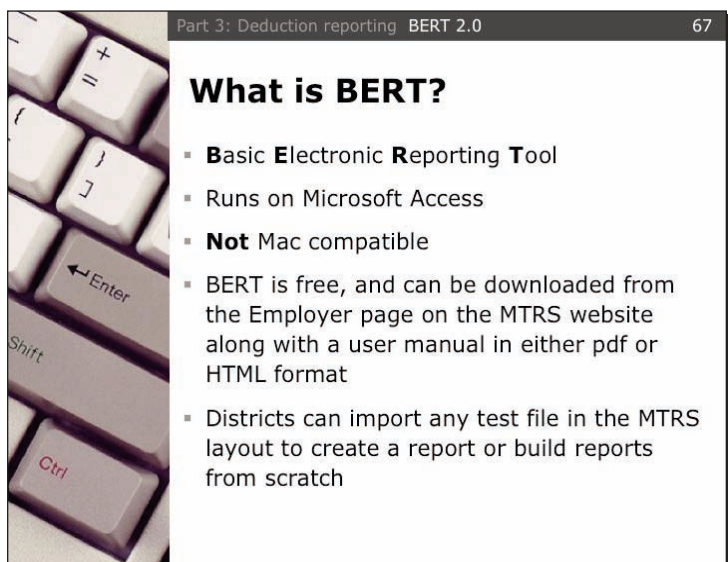 Part 3: Deduction reporting BERT 2.0 67
What is BERT?
Basic Electronic Reporting Tool
Runs on Microsoft Access
Not Mac compatible
BERT is free, and can be downloaded from
the Employer page on the MTRS website
along with a user manual in either pdf or
HTML format
Districts can import any test file in the MTRS
layout to create a report or build reports
from scratch
+
=
{
}
]
Enter
Shift
Ctrl